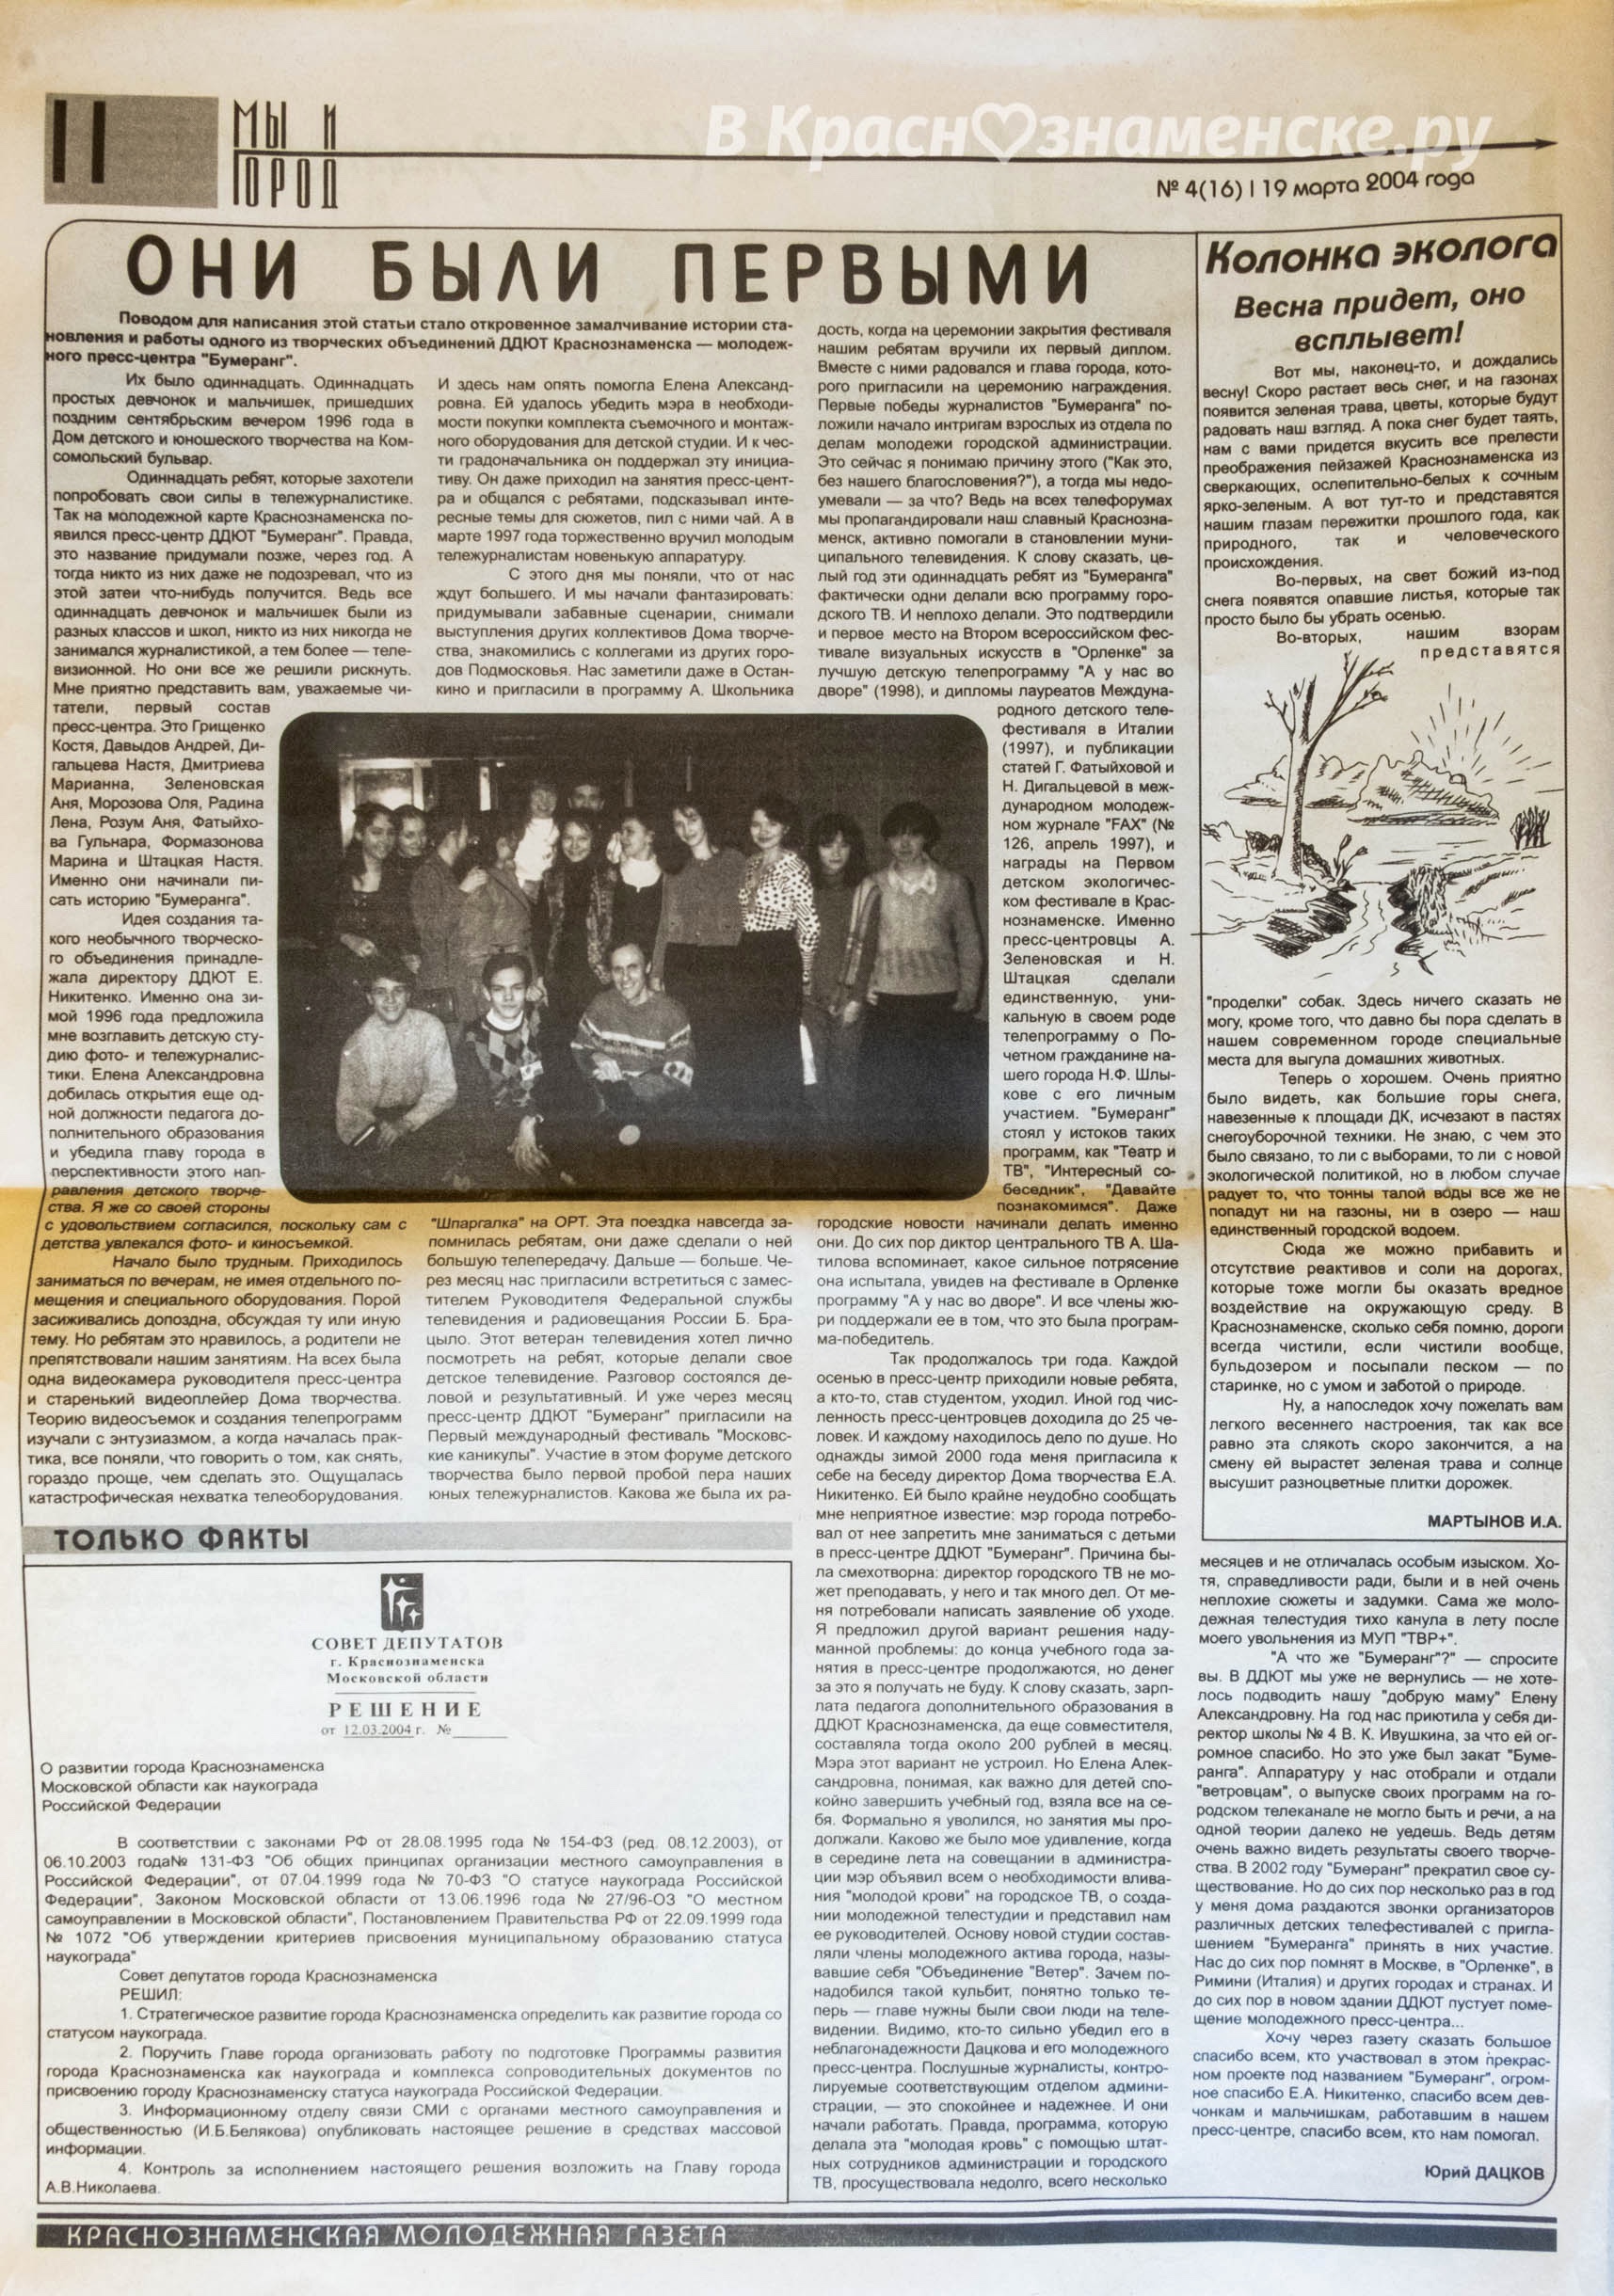 II
МЫ И
ГОРОД
В Краснознаменске.ру
№ 4(16) | 19 марта 2004 года
ОНИ БЫЛИ ПЕРВЫМИ
Поводом для написания этой статьи стало откровенное замалчивание истории ста-
новления и работы одного из творческих объединений ДДЮТ Краснознаменска — молодеж-
ного пресс-центра "Бумеранг".
Их было одиннадцать. Одиннадцать
простых девчонок и мальчишек, пришедших
поздним сентябрьским вечером 1996 года в
Дом детского и юношеского творчества на Ком-
сомольский бульвар.
Одиннадцать ребят, которые захотели
попробовать свои силы в тележурналистике.
Так на молодежной карте Краснознаменска по-
явился пресс-центр ДДЮТ "Бумеранг". Правда,
это название придумали позже, через год. А
тогда никто из них даже не подозревал, что из
этой затеи что-нибудь получится. Ведь все
одиннадцать девчонок и мальчишек были из
разных классов и школ, никто из них никогда не
занимался журналистикой, а тем более — теле-
визионной. Но они все же решили рискнуть.
Мне приятно представить вам, уважаемые чи-
татели, первый состав
пресс-центра. Это Грищенко
Костя, Давыдов Андрей, Ди-
гальцева Настя, Дмитриева
Марианна, Зеленовская
Аня, Морозова Оля, Радина
Лена, Розум Аня, Фатыйхо-
ва Гульнара, Формазонова
Марина и Штацкая Настя.
Именно они начинали пи-
сать историю "Бумеранга".
Идея создания та-
кого необычного творческо-
го объединения принадле-
жала директору ДДЮТ Е.
Никитенко. Именно она зи-
мой 1996 года предложила
мне возглавить детскую сту-
дию фото- и тележурналис-
тики. Елена Александровна
добилась открытия еще од-
ной должности педагога до-
полнительного образования
и убедила главу города в
перспективности этого нап-
равления детского творче-
ства. Я же со своей стороны
с удовольствием согласился, поскольку сам с
детства увлекался фото- и киносъемкой.
Начало было трудным. Приходилось
заниматься по вечерам, не имея отдельного по-
мещения и специального оборудования. Порой
засиживались допоздна, обсуждая ту или иную
тему. Но ребятам это нравилось, а родители не
препятствовали нашим занятиям. На всех была
одна видеокамера руководителя пресс-центра
и старенький видеоплейер Дома творчества.
Теорию видеосъемок и создания телепрограмм
изучали с энтузиазмом, а когда началась прак-
тика, все поняли, что говорить о том, как снять,
гораздо проще, чем сделать это. Ощущалась
катастрофическая нехватка телеоборудования.
И здесь нам опять помогла Елена Александ-
ровна. Ей удалось убедить мэра в необходи-
мости покупки комплекта съемочного и монтаж-
ного оборудования для детской студии. И к чес-
ти градоначальника он поддержал эту инициа-
тиву. Он даже приходил на занятия пресс-цент-
ра и общался с ребятами, подсказывал инте-
ресные темы для сюжетов, пил с ними чай. А в
марте 1997 года торжественно вручил молодым
тележурналистам новенькую аппаратуру.
С этого дня мы поняли, что от нас
ждут большего. И мы начали фантазировать:
придумывали забавные сценарии, снимали
выступления других коллективов Дома творче-
ства, знакомились с коллегами из других горо-
дов Подмосковья. Нас заметили даже в Остан-
кино и пригласили в программу А. Школьника
"Шпаргалка" на ОРТ. Эта поездка навсегда за-
помнилась ребятам, они даже сделали о ней
большую телепередачу. Дальше — больше. Че-
рез месяц нас пригласили встретиться с замес-
тителем Руководителя Федеральной службы
телевидения и радиовещания России Б. Бра-
цыло. Этот ветеран телевидения хотел лично
посмотреть на ребят, которые делали свое
детское телевидение. Разговор состоялся де-
ловой и результативный. И уже через месяц
пресс-центр ДДЮТ "Бумеранг" пригласили на
Первый международный фестиваль "Московс-
кие каникулы". Участие в этом форуме детского
творчества было первой пробой пера наших
юных тележурналистов. Какова же была их ра-
дость, когда на церемонии закрытия фестиваля
нашим ребятам вручили их первый диплом.
Вместе с ними радовался и глава города, кото-
рого пригласили на церемонию награждения.
Первые победы журналистов "Бумеранга" по-
ложили начало интригам взрослых из отдела по
делам молодежи городской администрации.
Это сейчас я понимаю причину этого ("Как это,
без нашего благословения?"), а тогда мы недо-
умевали — за что? Ведь на всех телефорумах
мы пропагандировали наш славный Краснозна-
менск, активно помогали в становлении муни-
ципального телевидения. К слову сказать, це-
лый год эти одиннадцать ребят из "Бумеранга"
фактически одни делали всю программу горо-
дского ТВ. И неплохо делали. Это подтвердили
и первое место на Втором всероссийском фес-
тивале визуальных искусств в "Орленке" за
лучшую детскую телепрограмму "А у нас во
дворе" (1998), и дипломы лауреатов Междуна-
родного детского теле-
фестиваля в Италии
(1997), и публикации
статей Г. Фатыйховой и
Н. Дигальцевой в меж-
дународном молодеж-
ном журнале "FAX" (№
126, апрель 1997), и
награды на Первом
детском экологичес-
ком фестивале в Крас-
нознаменске. Именно
пресс-центровцы А.
Зеленовская и Н.
Штацкая сделали
единственную, уни-
кальную в своем роде
телепрограмму о По-
четном гражданине на-
шего города Н.Ф. Шлы-
кове с его личным
участием. "Бумеранг"
стоял у истоков таких
программ, как "Театр и
ТВ", "Интересный со-
беседник", "Давайте
познакомимся". Даже
городские новости начинали делать именно
они. До сих пор диктор центрального ТВ А. Ша-
тилова вспоминает, какое сильное потрясение
она испытала, увидев на фестивале в Орленке
программу "А у нас во дворе". И все члены жю-
ри поддержали ее в том, что это была програм-
ма-победитель.
Так продолжалось три года. Каждой
осенью в пресс-центр приходили новые ребята,
а кто-то, став студентом, уходил. Иной год чис-
ленность пресс-центровцев доходила до 25 че-
ловек. И каждому находилось дело по душе. Но
однажды зимой 2000 года меня пригласила к
себе на беседу директор Дома творчества Е.А.
Никитенко. Ей было крайне неудобно сообщать
мне неприятное известие: мэр города потребо-
вал от нее запретить мне заниматься с детьми
в пресс-центре ДДЮТ "Бумеранг". Причина бы-
ла смехотворна: директор городского ТВ не мо-
жет преподавать, у него и так много дел. От ме-
ня потребовали написать заявление об уходе.
Я предложил другой вариант решения наду-
манной проблемы: до конца учебного года за-
нятия в пресс-центре продолжаются, но денег
за это я получать не буду. К слову сказать, зарп-
лата педагога дополнительного образования в
ДДЮТ Краснознаменска, да еще совместителя,
составляла тогда около 200 рублей в месяц.
Мэра этот вариант не устроил. Но Елена Алек-
сандровна, понимая, как важно для детей спо-
койно завершить учебный год, взяла все на се-
бя. Формально я уволился, но занятия мы про-
должали. Каково же было мое удивление, когда
в середине лета на совещании в администра-
ции мэр объявил всем о необходимости влива-
ния "молодой крови" на городское ТВ, о созда-
нии молодежной телестудии и представил нам
ее руководителей. Основу новой студии состав-
ляли члены молодежного актива города, назы-
вавшие себя "Объединение "Ветер". Зачем по-
надобился такой кульбит, понятно только те-
перь — главе нужны были свои люди на теле-
видении. Видимо, кто-то сильно убедил его в
неблагонадежности Дацкова и его молодежного
пресс-центра. Послушные журналисты, контро-
лируемые соответствующим отделом админи-
страции, — это спокойнее и надежнее. И они
начали работать. Правда, программа, которую
делала эта "молодая кровь" с помощью штат-
ных сотрудников администрации и городского
ТВ, просуществовала недолго, всего несколько
месяцев и не отличалась особым изыском. Хо-
тя, справедливости ради, были и в ней очень
неплохие сюжеты и задумки. Сама же моло-
дежная телестудия тихо канула в лету после
моего увольнения из МУП "ТВР+".
"А что же "Бумеранг"?" — спросите
вы. В ДДЮТ мы уже не вернулись — не хоте-
лось подводить нашу "добрую маму" Елену
Александровну. На год нас приютила у себя ди-
ректор школы № 4 В. К. Ивушкина, за что ей ог-
ромное спасибо. Но это уже был закат "Буме-
ранга". Аппаратуру у нас отобрали и отдали
"ветровцам", о выпуске своих программ на го-
родском телеканале не могло быть и речи, а на
одной теории далеко не уедешь. Ведь детям
очень важно видеть результаты своего творче-
ства. В 2002 году "Бумеранг" прекратил свое су-
ществование. Но до сих пор несколько раз в год
у меня дома раздаются звонки организаторов
различных детских телефестивалей с пригла-
шением "Бумеранга" принять в них участие.
Нас до сих пор помнят в Москве, в "Орленке", в
Римини (Италия) и других городах и странах. И
до сих пор в новом здании ДДЮТ пустует поме-
щение молодежного пресс-центра...
Хочу через газету сказать большое
спасибо всем, кто участвовал в этом прекрас-
ном проекте под названием "Бумеранг", огром-
ное спасибо Е.А. Никитенко, спасибо всем дев-
чонкам и мальчишкам, работавшим в нашем
пресс-центре, спасибо всем, кто нам помогал.
Юрий ДАЦКОВ
Колонка эколога
Весна придет, оно
всплывет!
Вот мы, наконец-то, и дождались
весну! Скоро растает весь снег, и на газонах
появится зеленая трава, цветы, которые будут
радовать наш взгляд. А пока снег будет таять,
нам с вами придется вкусить все прелести
преображения пейзажей Краснознаменска из
сверкающих, ослепительно-белых к сочным
ярко-зеленым. А вот тут-то и представятся
нашим глазам пережитки прошлого года, как
природного, так и человеческого
происхождения.
Во-первых, на свет божий из-под
снега появятся опавшие листья, которые так
просто было бы убрать осенью.
Во-вторых, нашим взорам
представятся
"проделки" собак. Здесь ничего сказать не
могу, кроме того, что давно бы пора сделать в
нашем современном городе специальные
места для выгула домашних животных.
Теперь о хорошем. Очень приятно
было видеть, как большие горы снега,
навезенные к площади ДК, исчезают в пастях
снегоуборочной техники. Не знаю, с чем это
было связано, то ли с выборами, то ли с новой
экологической политикой, но в любом случае
радует то, что тонны талой воды все же не
попадут ни на газоны, ни в озеро — наш
единственный городской водоем.
Сюда же можно прибавить и
отсутствие реактивов и соли на дорогах,
которые тоже могли бы оказать вредное
воздействие на окружающую среду. В
Краснознаменске, сколько себя помню, дороги
всегда чистили, если чистили вообще,
бульдозером и посыпали песком — по
старинке, но с умом и заботой о природе.
Ну, а напоследок хочу пожелать вам
легкого весеннего настроения, так как все
равно эта слякоть скоро закончится, а на
смену ей вырастет зеленая трава и солнце
высушит разноцветные плитки дорожек.
МАРТЫНОВ И.А.
ТОЛЬКО ФАКТЫ
СОВЕТ ДЕПУТАТОВ
г. Краснознаменска
Московской области
РЕШЕНИЕ
от 12.03.2004 г. №
О развитии города Краснознаменска
Московской области как наукограда
Российской Федерации
В соответствии с законами РФ от 28.08.1995 года № 154-ФЗ (ред. 08.12.2003), от
06.10.2003 года№ 131-ФЗ "Об общих принципах организации местного самоуправления в
Российской Федерации", от 07.04.1999 года № 70-ФЗ "О статусе наукограда Российской
Федерации", Законом Московской области от 13.06.1996 года № 27/96-ОЗ "О местном
самоуправлении в Московской области", Постановлением Правительства РФ от 22.09.1999 года
№ 1072 "Об утверждении критериев присвоения муниципальному образованию статуса
наукограда"
Совет депутатов города Краснознаменска
РЕШИЛ:
1. Стратегическое развитие города Краснознаменска определить как развитие города со
статусом наукограда.
2. Поручить Главе города организовать работу по подготовке Программы развития
города Краснознаменска как наукограда и комплекса сопроводительных документов по
присвоению городу Краснознаменску статуса наукограда Российской Федерации.
3. Информационному отделу связи СМИ с органами местного самоуправления и
общественностью (И.Б.Белякова) опубликовать настоящее решение в средствах массовой
информации.
4. Контроль за исполнением настоящего решения возложить на Главу города
А.В.Николаева.
КРАСНОЗНАМЕНСКАЯ МОЛОДЕЖНАЯ ГАЗЕТА